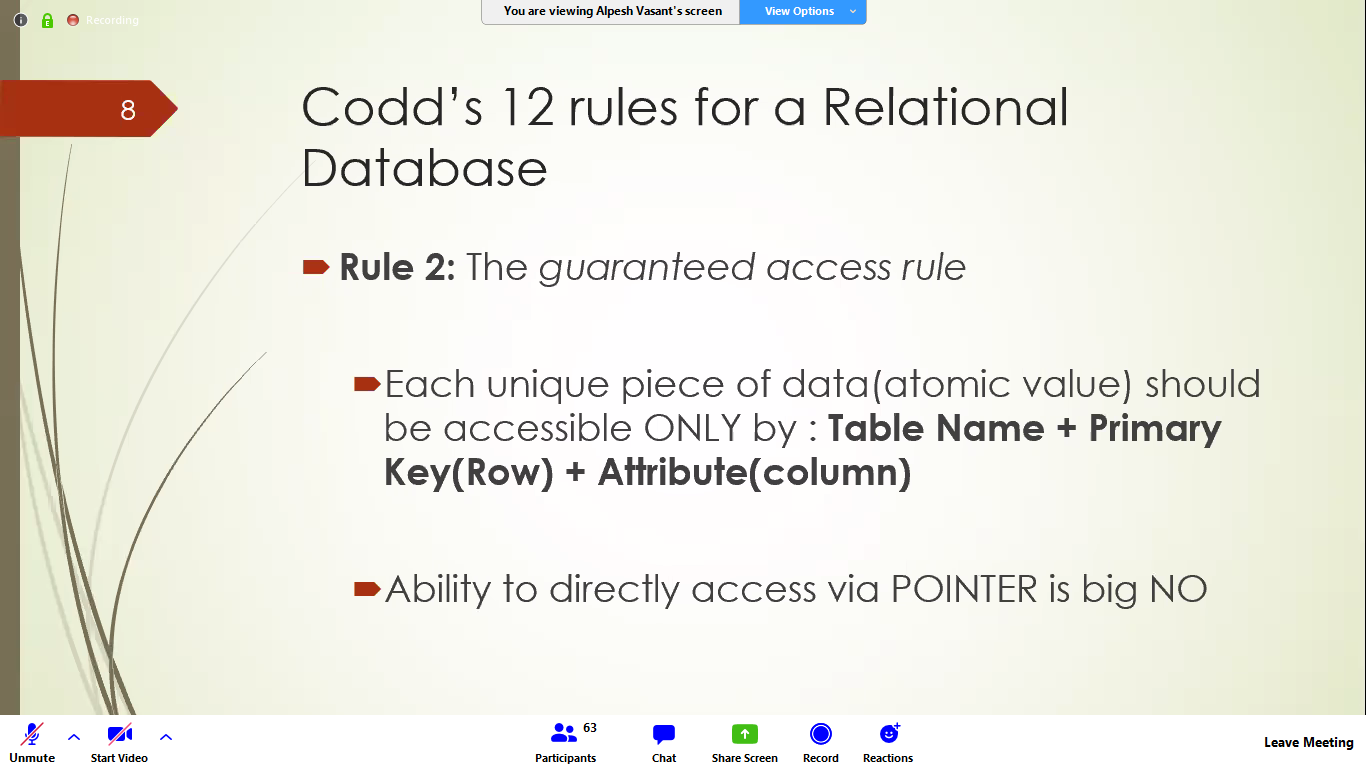 Recording
You are viewing Alpesh Vasant's screen
View Options
8
Codd's 12 rules for a Relational
Database
Rule 2: The guaranteed access rule
Each unique piece of data(atomic value) should
be accessible ONLY by : Table Name + Primary
Key(Row) + Attribute(column)
Ability to directly access via POINTER is big NO
Unmute
Start Video
63
Participants
Chat
Share Screen
Record
Reactions
Leave Meeting